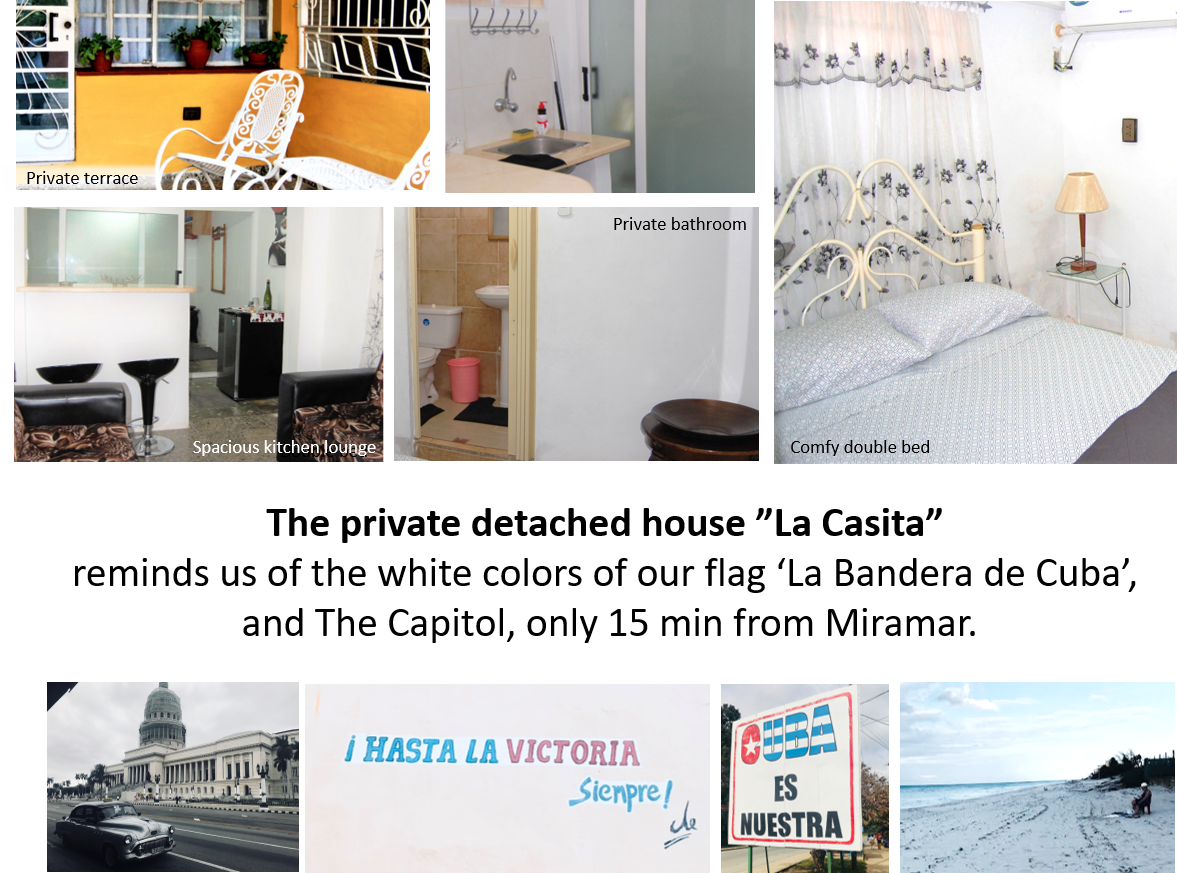 Private terrace
Private bathroom
Spacious kitchen lounge
Comfy double bed
The private detached house ”La Casita”
reminds us of the white colors of our flag ‘La Bandera de Cuba’,
and The Capitol, only 15 min from Miramar.
¡HASTA LA VICTORIA
Sienpre!
che
CUBA
ES
NUESTRA